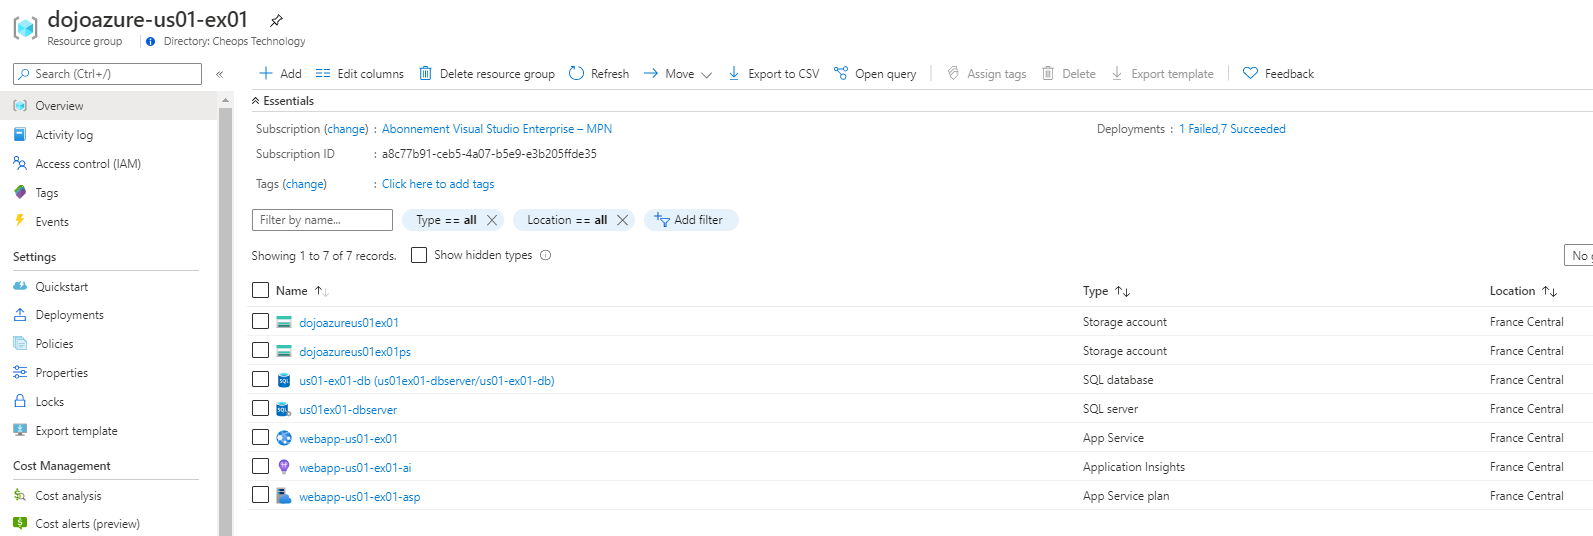 dojoazure-us01-ex01
Resource group
Directory: Cheops Technology
Search (Ctrl+/)
«
Add
Edit columns
Delete resource group
Refresh
Move
Export to CSV
Open query
Assign tags
Delete
Export template
Feedback
Overview
Activity log
Access control (IAM)
Tags
Events
Settings
Quickstart
Deployments
Policies
Properties
Locks
Export template
Cost Management
Cost analysis
Cost alerts (preview)
Essentials
Subscription (change) : Abonnement Visual Studio Enterprise – MPN
Deployments : 1 Failed,7 Succeeded
Subscription ID : a8c77b91-ceb5-4a07-b5e9-e3b205ffde35
Tags (change) : Click here to add tags
Filter by name...
Type == all
Location == all
Add filter
Showing 1 to 7 of 7 records.
Show hidden types
No
Name Type Location
dojoazureus01ex01 Storage account France Central
dojoazureus01ex01ps Storage account France Central
us01-ex01-db (us01ex01-dbserver/us01-ex01-db) SQL database France Central
us01ex01-dbserver SQL server France Central
webapp-us01-ex01 App Service France Central
webapp-us01-ex01-ai Application Insights France Central
webapp-us01-ex01-asp App Service plan France Central